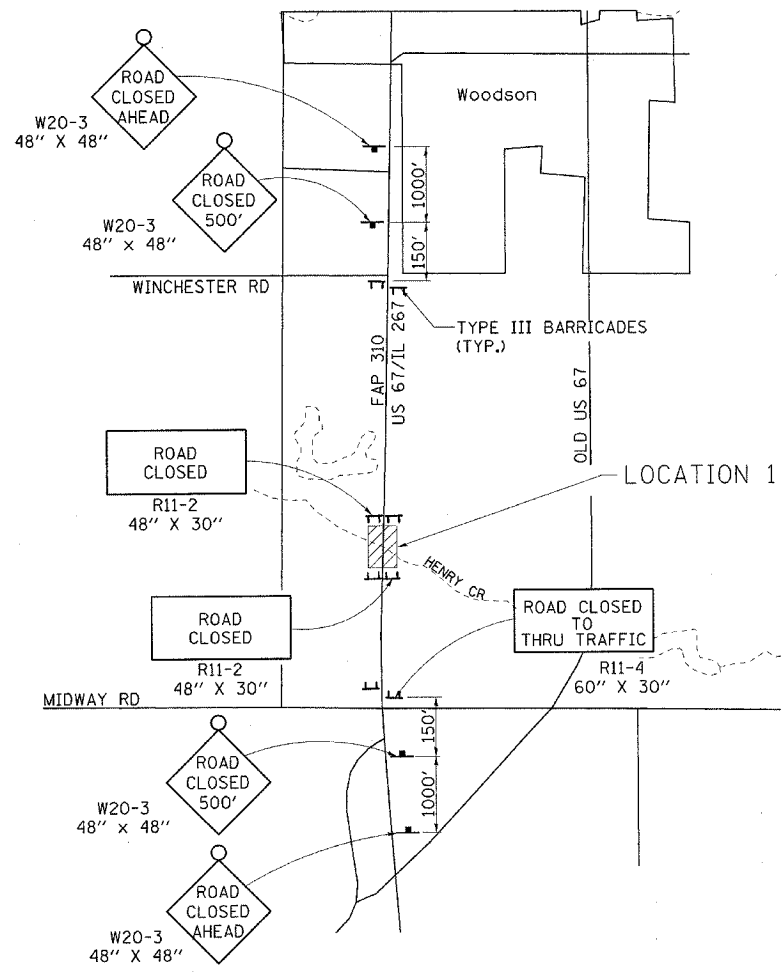 ROAD
CLOSED
AHEAD
W20-3
48" X 48"
Woodson
ROAD
CLOSED
500'
W20-3
48" x 48"
1000'
150'
WINCHESTER RD
TYPE III BARRICADES
(TYP.)
FAP 310
US 67/IL 267
OLD US 67
ROAD
CLOSED
R11-2
48" X 30"
LOCATION 1
HENRY CR
ROAD
CLOSED
R11-2
48" X 30"
ROAD CLOSED
TO
THRU TRAFFIC
R11-4
60" X 30"
MIDWAY RD
150'
1000'
ROAD
CLOSED
500'
W20-3
48" x 48"
ROAD
CLOSED
AHEAD
W20-3
48" X 48"